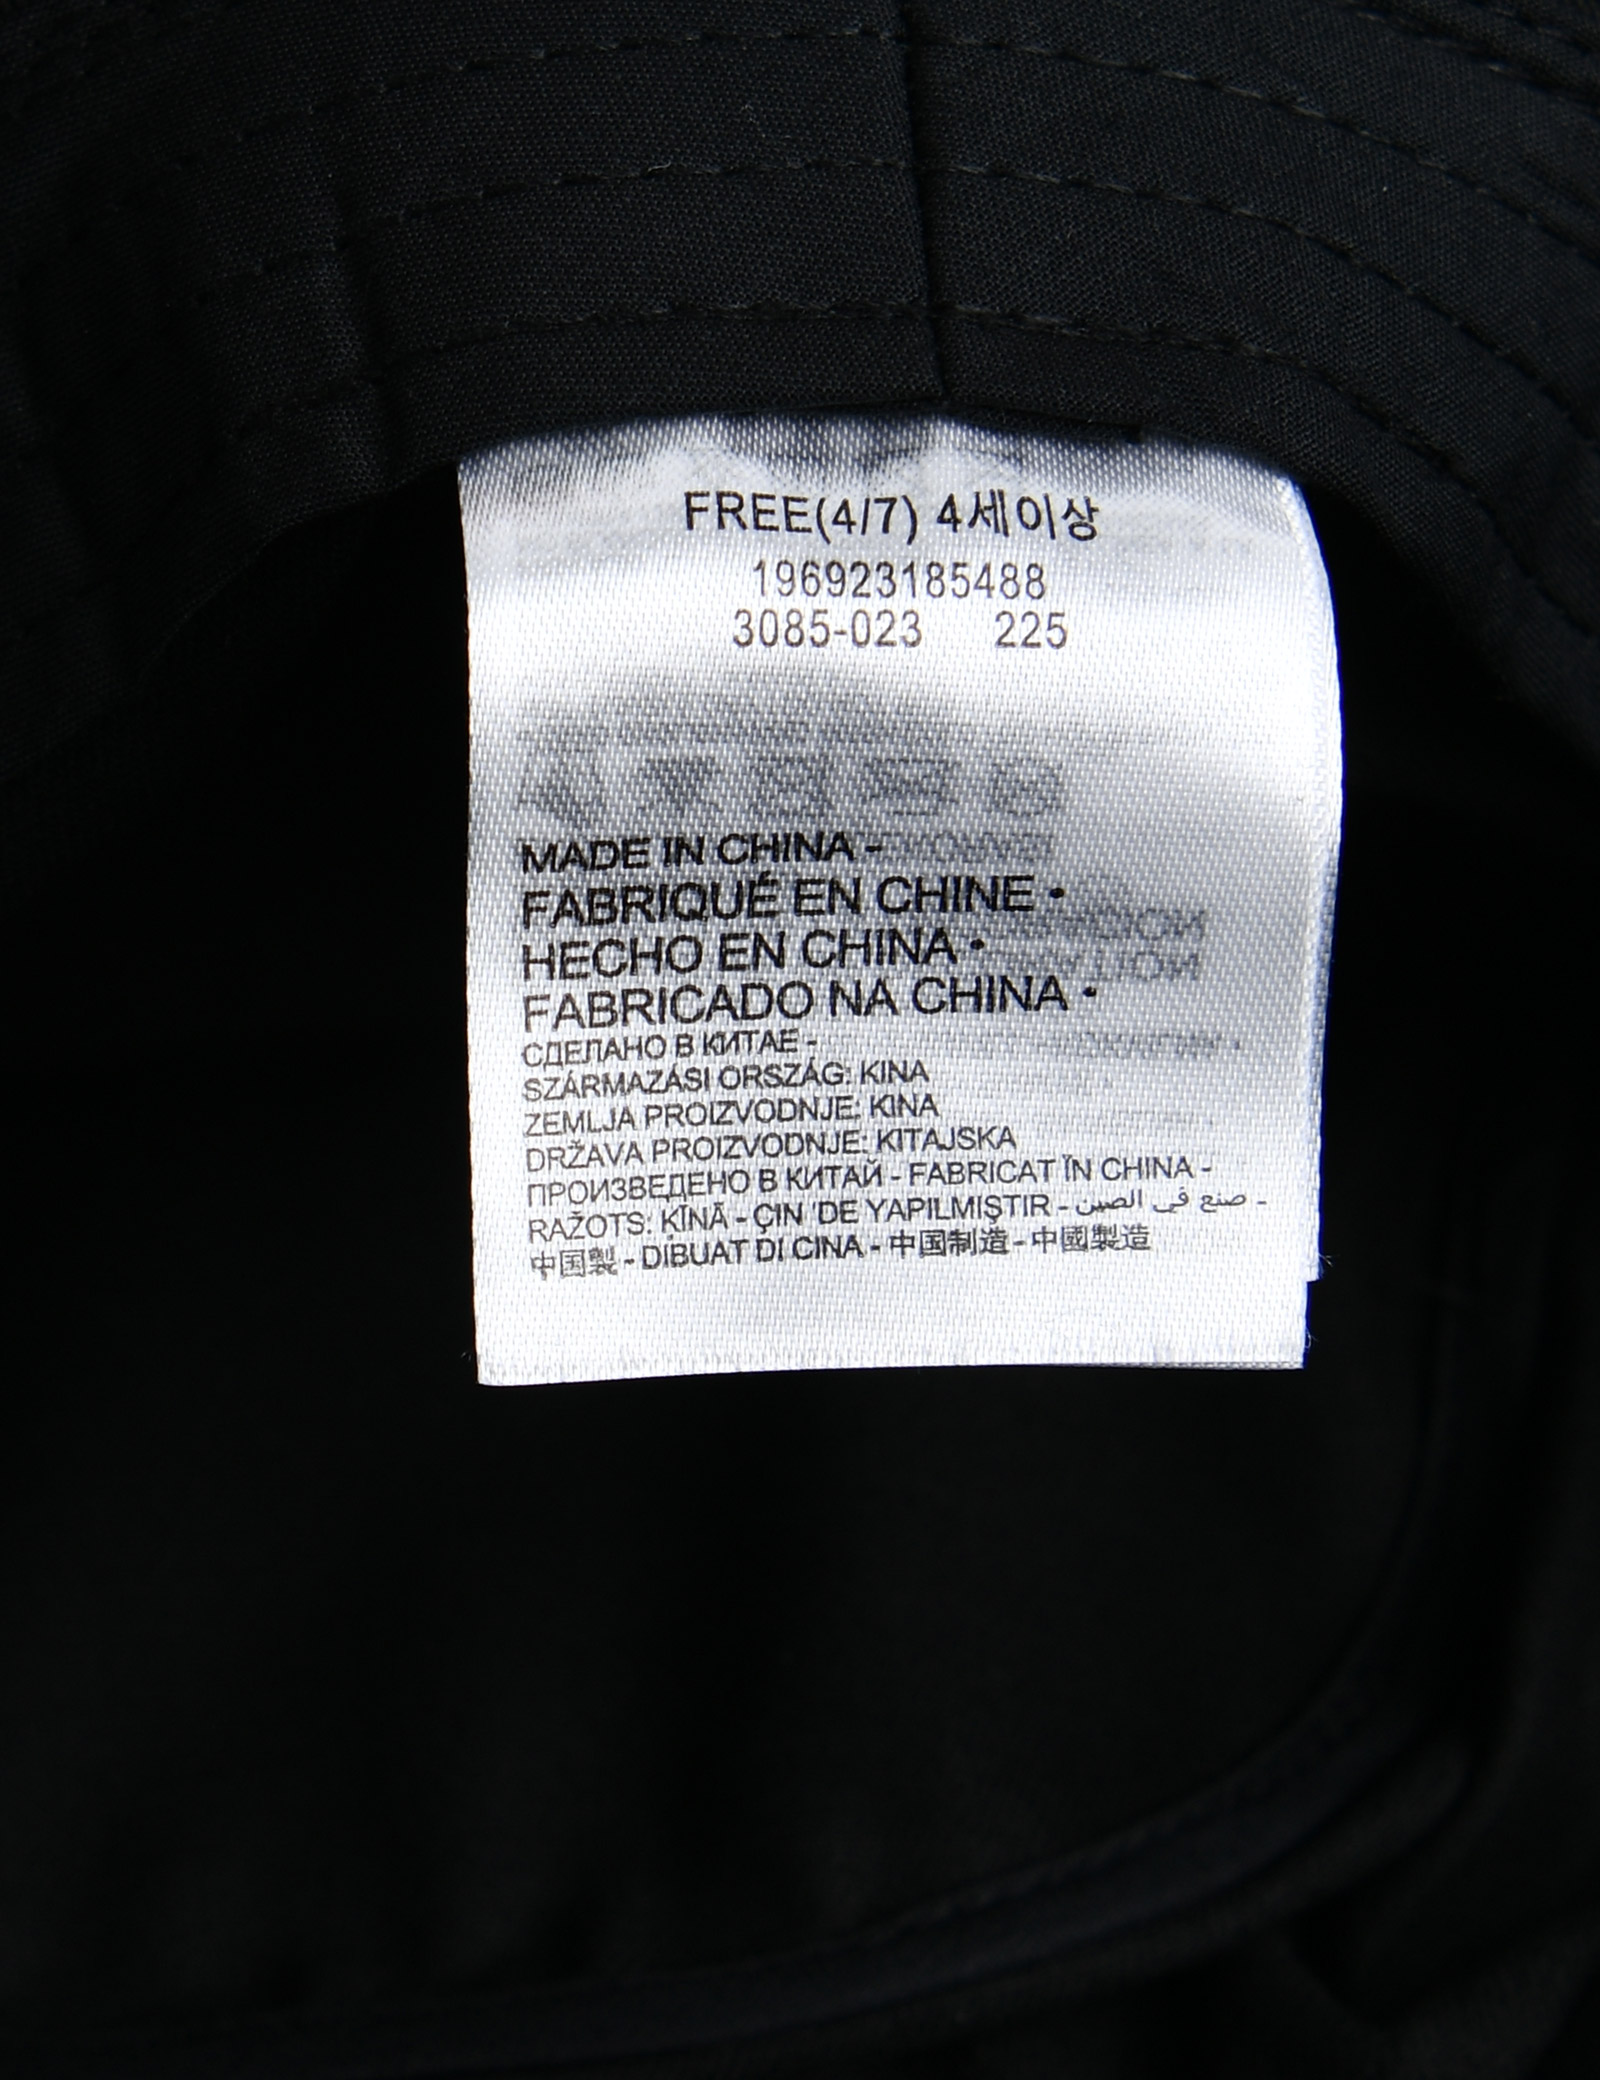 FREE(4/7) 4세이상
196923185488
3085-023 225
MADE IN CHINA -
FABRIQUÉ EN CHINE •
HECHO EN CHINA •
FABRICADO NA CHINA •
СДЕЛАНО В КИТАЕ -
SZÁRMAZÁSI ORSZÁG: KINA
ZEMLJA PROIZVODNJE: KINA
DRŽAVA PROIZVODNJE: KITAJSKA
ПРОИЗВЕДЕНО В КИТАЙ - FABRICAT ÎN CHINA -
RAŽOTS: ĶĪNĀ - ÇIN 'DE YAPILMIŞTIR - صنع في الصين -
中国製 - DIBUAT DI CINA - 中国制造 - 中國製造